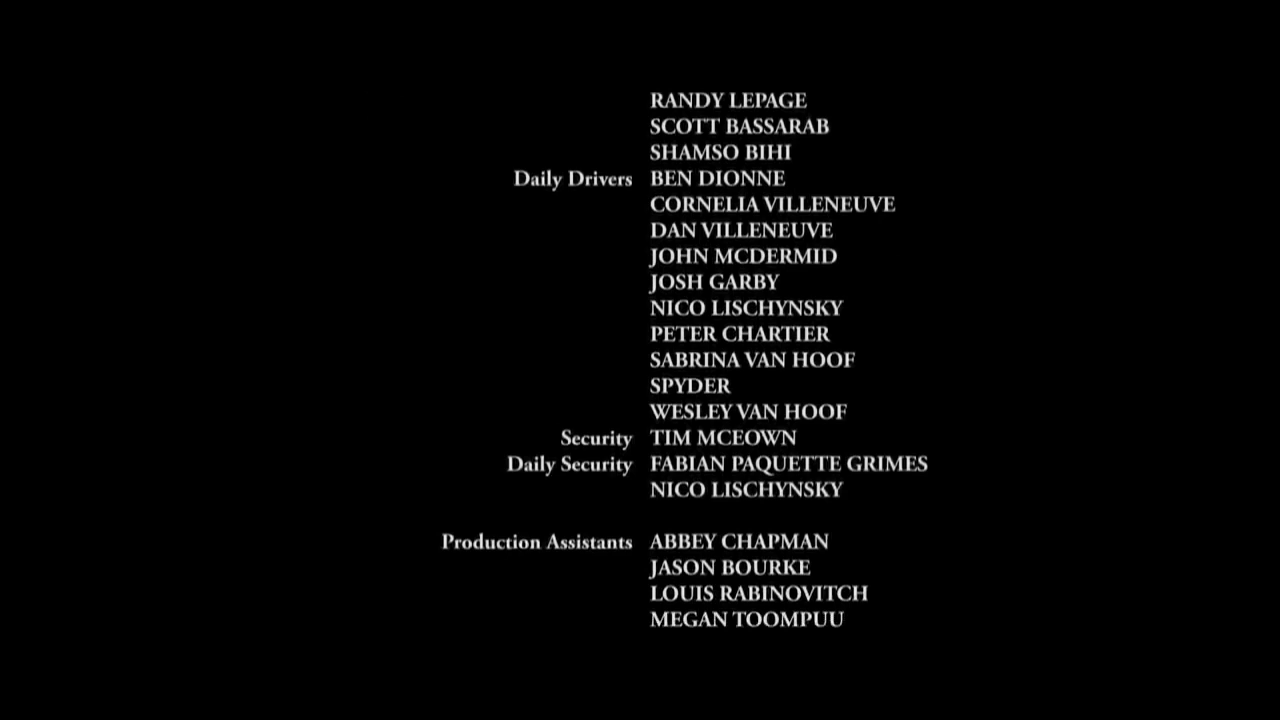 RANDY LEPAGE
SCOTT BASSARAB
SHAMSO BIHI
Daily Drivers BEN DIONNE
CORNELIA VILLENEUVE
DAN VILLENEUVE
JOHN MCDERMID
JOSH GARBY
NICO LISCHYNSKY
PETER CHARTIER
SABRINA VAN HOOF
SPYDER
WESLEY VAN HOOF
Security TIM MCEOWN
Daily Security FABIAN PAQUETTE GRIMES
NICO LISCHYNSKY
Production Assistants ABBEY CHAPMAN
JASON BOURKE
LOUIS RABINOVITCH
MEGAN TOOMPUU